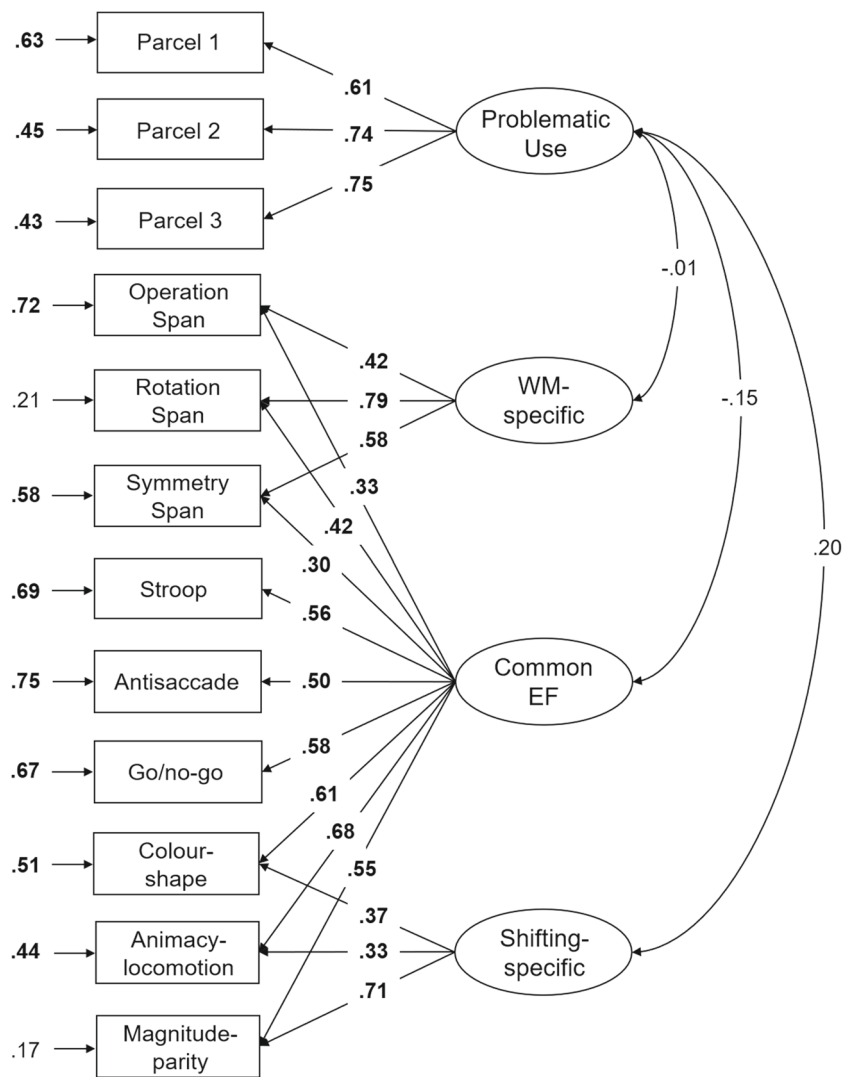 .63
Parcel 1
.61
Problematic
Use
.45
Parcel 2
.74
.75
.43
Parcel 3
-.01
.72
Operation
Span
.42
WM-
specific
.21
Rotation
Span
.79
-.15
.58
.58
Symmetry
Span
.33
.42
.30
.20
.69
Stroop
.56
.75
Antisaccade
.50
Common
EF
.67
Go/no-go
.58
.61
.68
.51
Colour-
shape
.55
.37
.44
Animacy-
locomotion
.33
Shifting-
specific
.71
.17
Magnitude-
parity